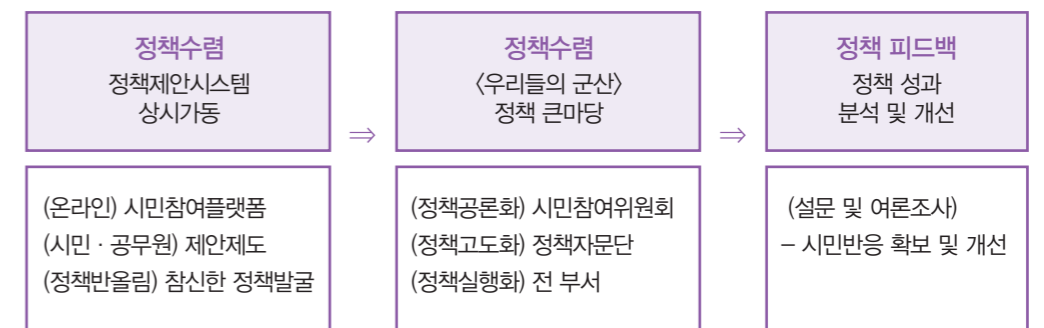 정책수렴
정책제안시스템
상시가동
(온라인) 시민참여플랫폼
(시민 · 공무원) 제안제도
(정책반올림) 참신한 정책발굴
⇒
정책수렴
〈우리들의 군산〉
정책 큰마당
(정책공론화) 시민참여위원회
(정책고도화) 정책자문단
(정책실행화) 전 부서
⇒
정책 피드백
정책 성과
분석 및 개선
(설문 및 여론조사)
– 시민반응 확보 및 개선